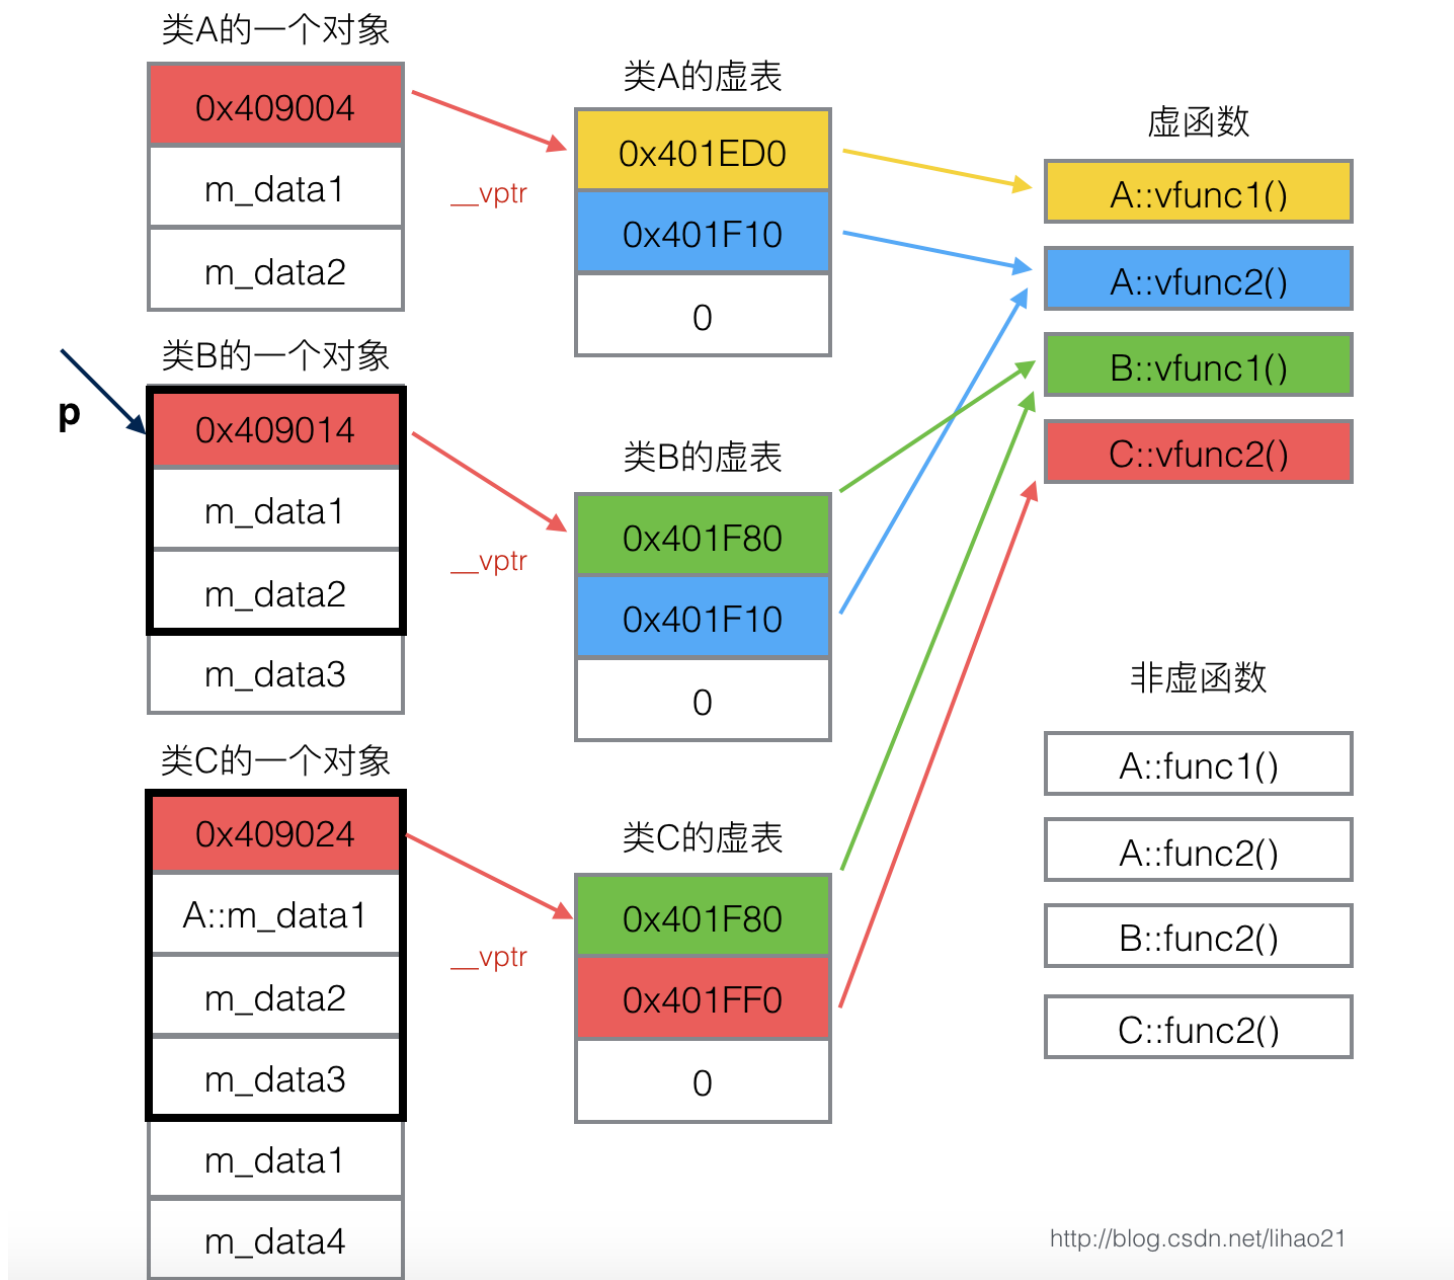 类A的一个对象
0x409004
m_data1
m_data2
__vptr
类A的虚表
0x401ED0
0x401F10
0
虚函数
A::vfunc1()
A::vfunc2()
B::vfunc1()
C::vfunc2()
p
类B的一个对象
0x409014
m_data1
m_data2
m_data3
__vptr
类B的虚表
0x401F80
0x401F10
0
类C的一个对象
0x409024
A::m_data1
m_data2
m_data3
m_data1
m_data4
__vptr
类C的虚表
0x401F80
0x401FF0
0
非虚函数
A::func1()
A::func2()
B::func2()
C::func2()
http://blog.csdn.net/lihao21